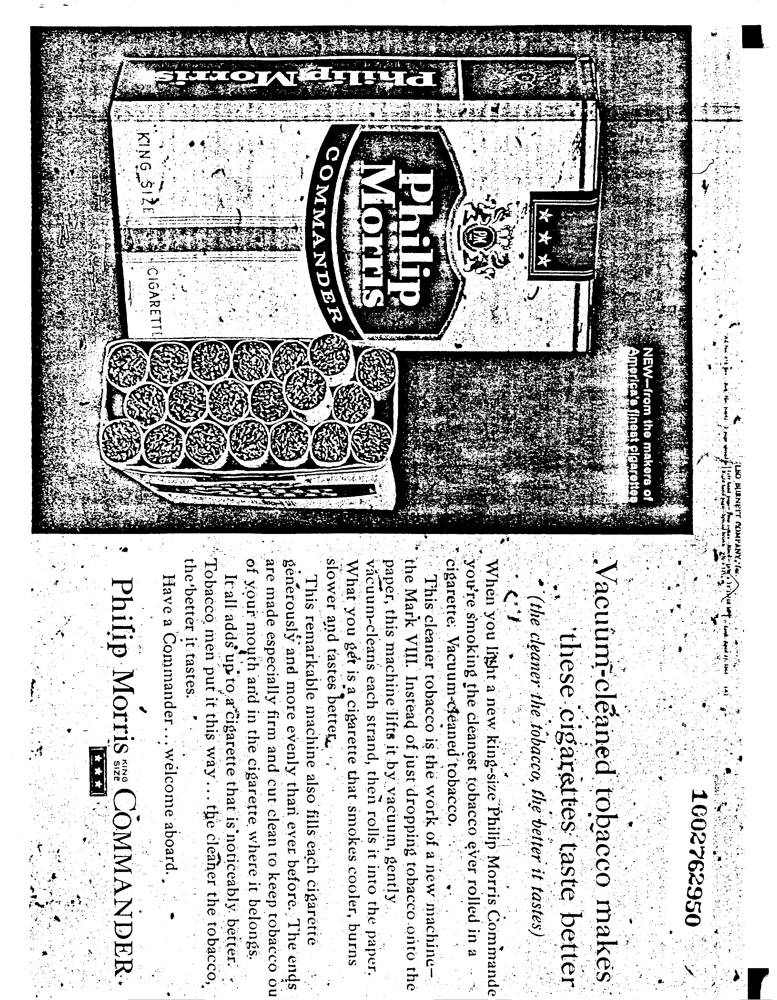 LEO BURNETT COMPANY, Inc.
1002762950
NEW—from the makers of
America's finest cigarettes
Philip Morris
Philip
Morris
COMMANDER
PM
KING SIZE
CIGARETTE
Vacuum-cleaned tobacco makes
these cigarettes taste better
(the cleaner the tobacco, the better it tastes)
When you light a new king-size Philip Morris Commande
you're smoking the cleanest tobacco ever rolled in a
cigarette. Vacuum-cleaned tobacco.
This cleaner tobacco is the work of a new machine—
the Mark VIII. Instead of just dropping tobacco onto the
paper, this machine lifts it by vacuum, gently
vacuum-cleans each strand, then rolls it into the paper.
What you get is a cigarette that smokes cooler, burns
slower and tastes better.
This remarkable machine also fills each cigarette
generously and more evenly than ever before. The ends
are made especially firm and cut clean to keep tobacco ou
of your mouth and in the cigarette where it belongs.
It all adds up to a cigarette that is noticeably better.
Tobacco men put it this way... the cleaner the tobacco,
the better it tastes.
Have a Commander... welcome aboard.
Philip Morris KING SIZE COMMANDER.